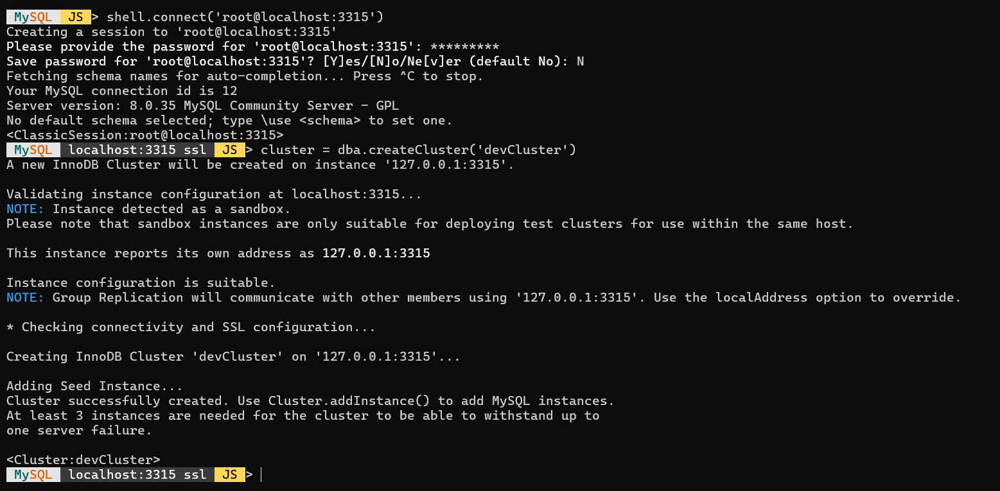 MySQL JS > shell.connect('root@localhost:3315')
Creating a session to 'root@localhost:3315'
Please provide the password for 'root@localhost:3315': *********
Save password for 'root@localhost:3315'? [Y]es/[N]o/Ne[v]er (default No): N
Fetching schema names for auto-completion... Press ^C to stop.
Your MySQL connection id is 12
Server version: 8.0.35 MySQL Community Server - GPL
No default schema selected; type \use <schema> to set one.
<ClassicSession:root@localhost:3315>
MySQL localhost:3315 ssl JS > cluster = dba.createCluster('devCluster')
A new InnoDB Cluster will be created on instance '127.0.0.1:3315'.
Validating instance configuration at localhost:3315...
NOTE: Instance detected as a sandbox.
Please note that sandbox instances are only suitable for deploying test clusters for use within the same host.
This instance reports its own address as 127.0.0.1:3315
Instance configuration is suitable.
NOTE: Group Replication will communicate with other members using '127.0.0.1:3315'. Use the localAddress option to override.
* Checking connectivity and SSL configuration...
Creating InnoDB Cluster 'devCluster' on '127.0.0.1:3315'...
Adding Seed Instance...
Cluster successfully created. Use Cluster.addInstance() to add MySQL instances.
At least 3 instances are needed for the cluster to be able to withstand up to
one server failure.
<Cluster:devCluster>
MySQL localhost:3315 ssl JS >